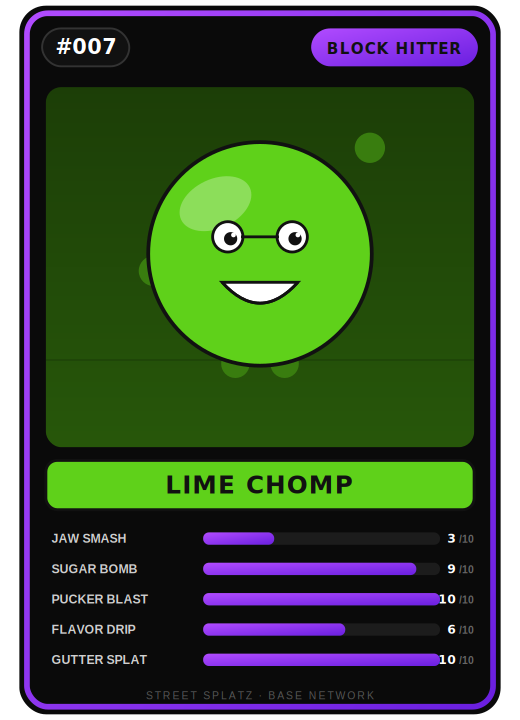 #007
BLOCK HITTER
LIME CHOMP
JAW SMASH 3 /10
SUGAR BOMB 9 /10
PUCKER BLAST 10 /10
FLAVOR DRIP 6 /10
GUTTER SPLAT 10 /10
STREET SPLATZ · BASE NETWORK